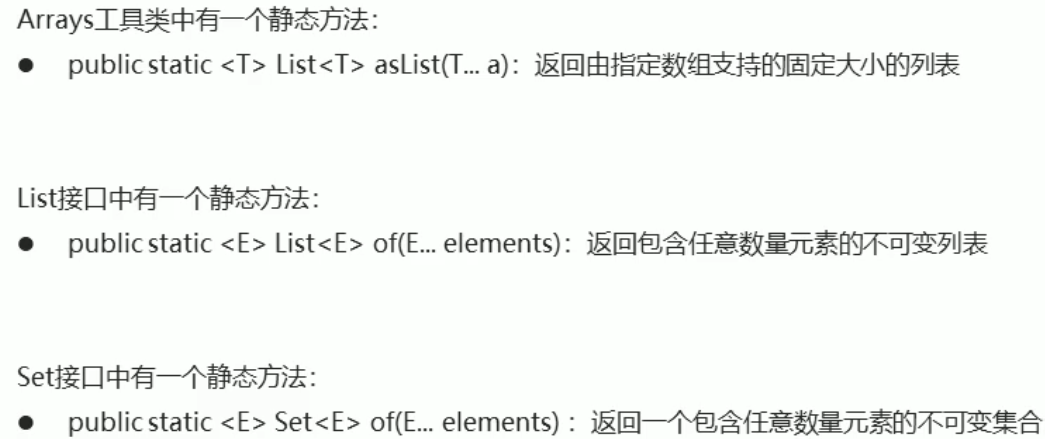 Arrays工具类中有一个静态方法：
● public static <T> List<T> asList(T... a)：返回由指定数组支持的固定大小的列表
List接口中有一个静态方法：
● public static <E> List<E> of(E... elements)：返回包含任意数量元素的不可变列表
Set接口中有一个静态方法：
● public static <E> Set<E> of(E... elements) ：返回一个包含任意数量元素的不可变集合